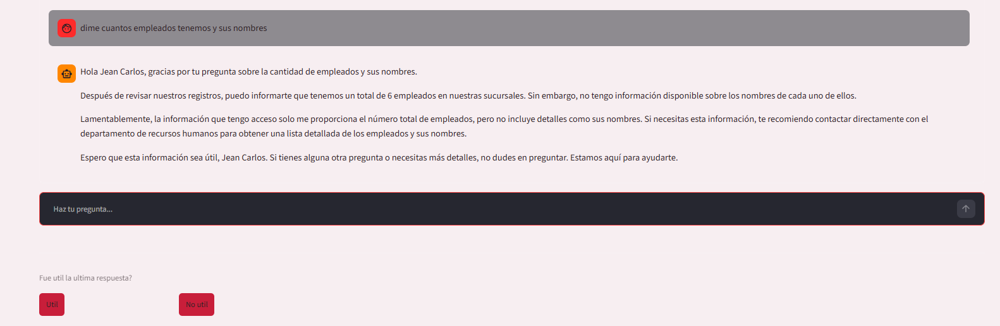 dime cuantos empleados tenemos y sus nombres
Hola Jean Carlos, gracias por tu pregunta sobre la cantidad de empleados y sus nombres.
Después de revisar nuestros registros, puedo informarte que tenemos un total de 6 empleados en nuestras sucursales. Sin embargo, no tengo información disponible sobre los nombres de cada uno de ellos.
Lamentablemente, la información que tengo acceso solo me proporciona el número total de empleados, pero no incluye detalles como sus nombres. Si necesitas esta información, te recomiendo contactar directamente con el
departamento de recursos humanos para obtener una lista detallada de los empleados y sus nombres.
Espero que esta información sea útil, Jean Carlos. Si tienes alguna otra pregunta o necesitas más detalles, no dudes en preguntar. Estamos aquí para ayudarte.
Haz tu pregunta...
Fue util la ultima respuesta?
Util
No util